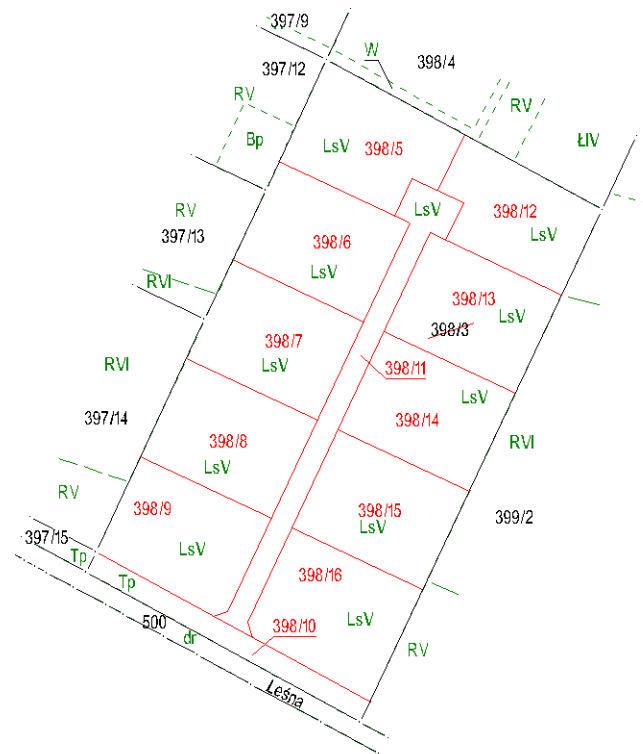 397/9
W
398/4
397/12
RV
RV
Bp
ŁIV
LsV
398/5
LsV
398/12
LsV
RV
397/13
398/6
LsV
RVI
398/13
LsV
398/3
398/7
LsV
398/11
RVI
LsV
397/14
398/14
398/8
LsV
RVI
RV
398/9
398/15
LsV
399/2
397/15
Tp
Tp
LsV
398/16
LsV
500
dr
398/10
RV
Leśna